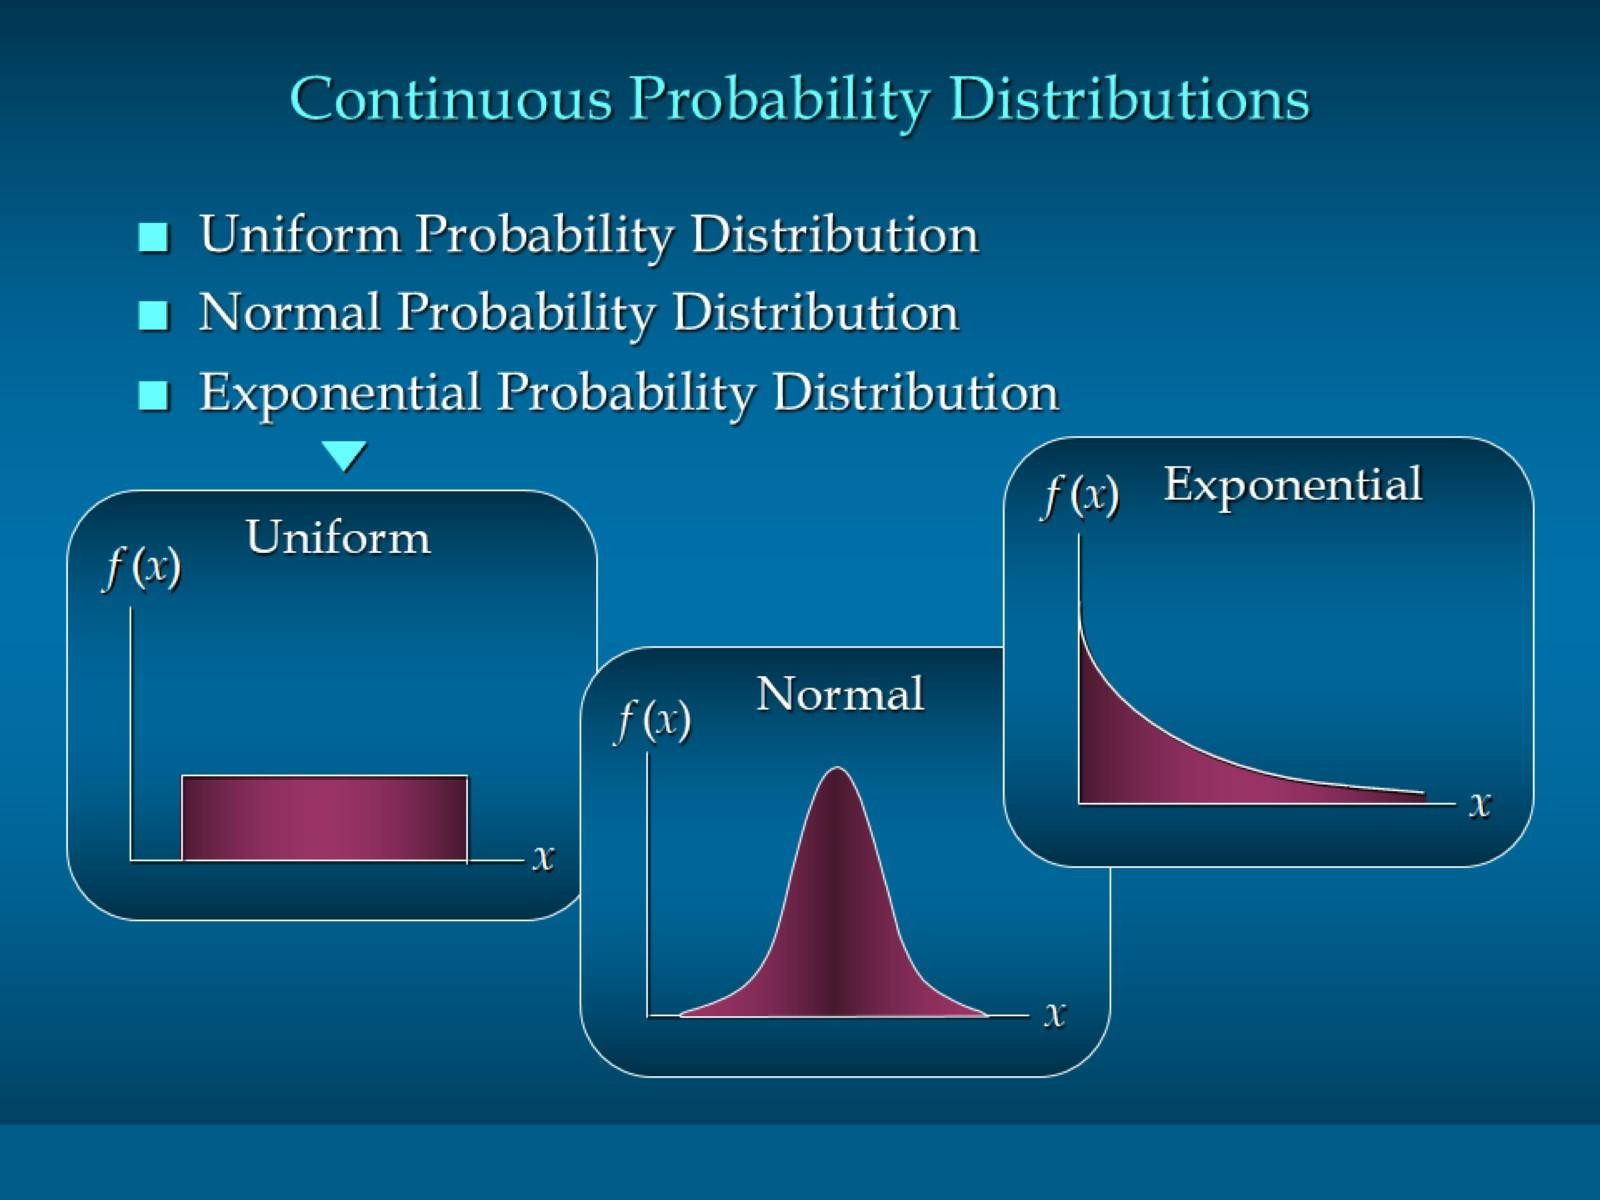 Continuous Probability Distributions
Uniform Probability Distribution
Normal Probability Distribution
Exponential Probability Distribution
Uniform
f (x)
x
Normal
f (x)
x
Exponential
f (x)
x